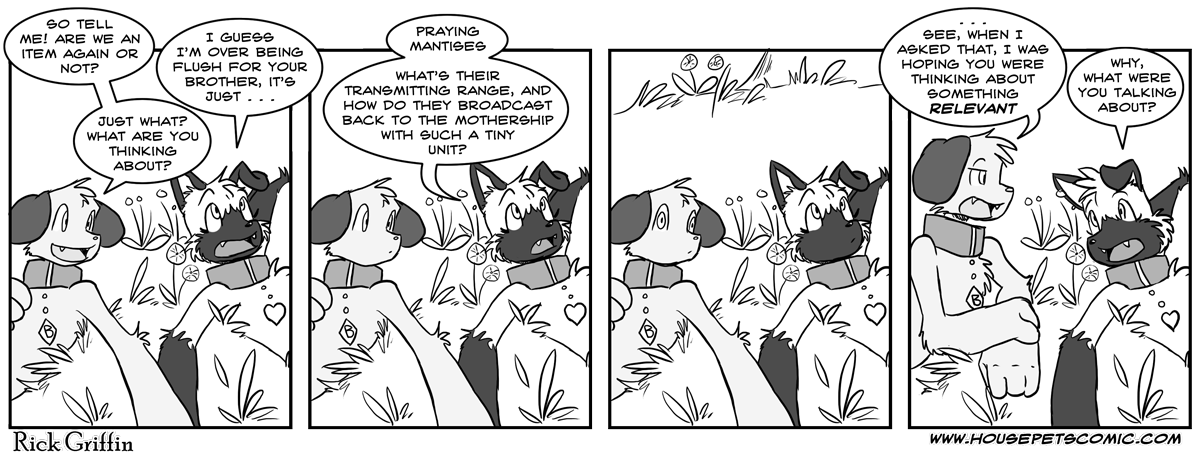 SO TELL
ME! ARE WE AN
ITEM AGAIN OR
NOT?
I GUESS
I'M OVER BEING
FLUSH FOR YOUR
BROTHER, IT'S
JUST . . .
JUST WHAT?
WHAT ARE YOU
THINKING
ABOUT?
PRAYING
MANTISES
WHAT'S THEIR
TRANSMITTING RANGE, AND
HOW DO THEY BROADCAST
BACK TO THE MOTHERSHIP
WITH SUCH A TINY
UNIT?
. . .
SEE, WHEN I
ASKED THAT, I WAS
HOPING YOU WERE
THINKING ABOUT
SOMETHING
RELEVANT
WHY,
WHAT WERE
YOU TALKING
ABOUT?
B
B
B
B
Rick Griffin
WWW.HOUSEPETSCOMIC.COM